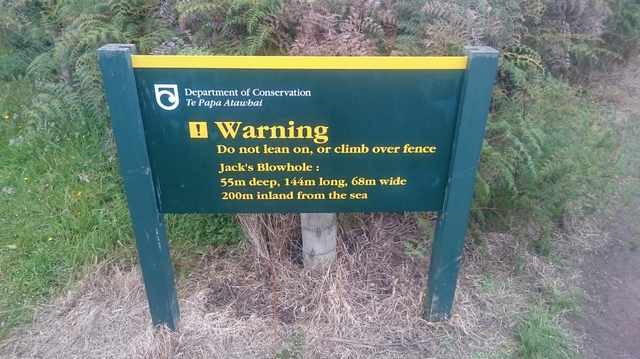 Department of Conservation
Te Papa Atawhai
! Warning
Do not lean on, or climb over fence
Jack's Blowhole :
55m deep, 144m long, 68m wide
200m inland from the sea